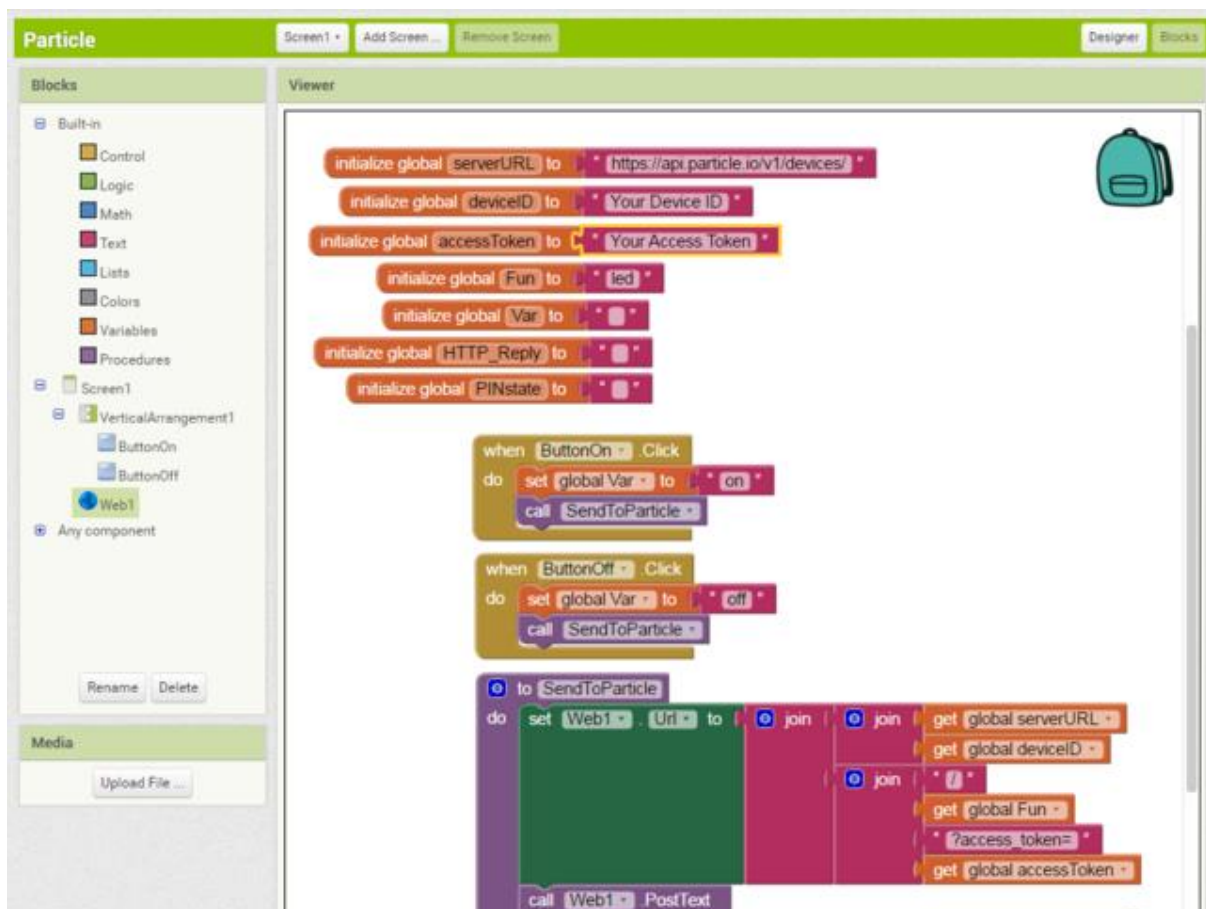 Particle
Screen1
Add Screen ...
Remove Screen
Designer
Blocks
Blocks
Viewer
Built-in
Control
Logic
Math
Text
Lists
Colors
Variables
Procedures
Screen1
VerticalArrangement1
ButtonOn
ButtonOff
Web1
Any component
Rename
Delete
Media
Upload File ...
initialize global serverURL to " https://api.particle.io/v1/devices/ "
initialize global deviceID to " Your Device ID "
initialize global accessToken to " Your Access Token "
initialize global Fun to " led "
initialize global Var to " "
initialize global HTTP_Reply to " "
initialize global PINstate to " "
when ButtonOn .Click
do set global Var to " on "
call SendToParticle
when ButtonOff .Click
do set global Var to " off "
call SendToParticle
to SendToParticle
do set Web1 . Url to join join get global serverURL
get global deviceID
join " / "
get global Fun
" ?access_token= "
get global accessToken
call Web1 .PostText